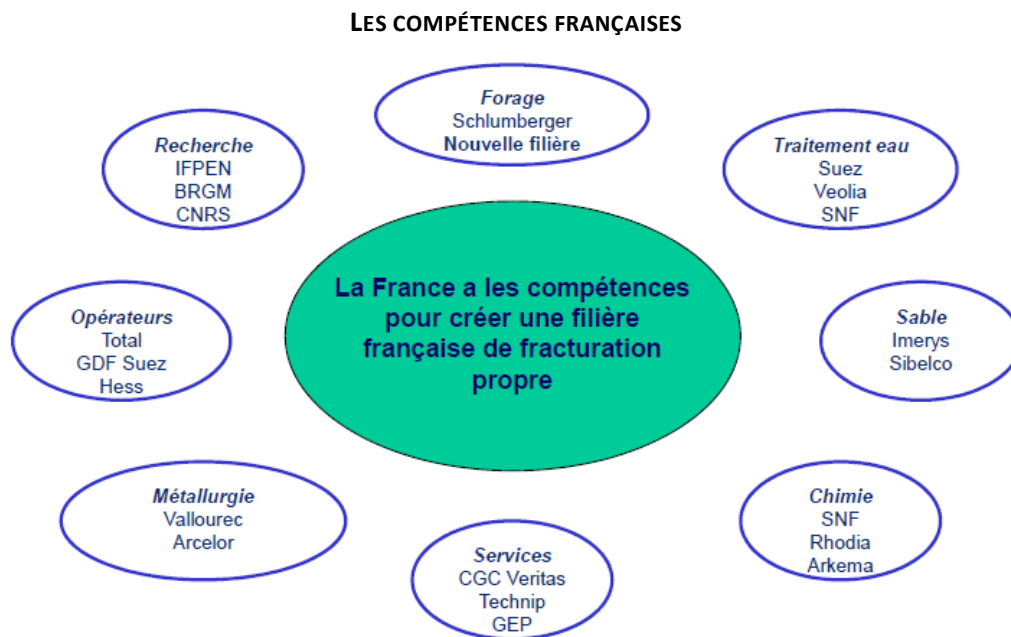 LES COMPÉTENCES FRANÇAISES
Forage
Schlumberger
Nouvelle filière
Recherche
IFPEN
BRGM
CNRS
Traitement eau
Suez
Veolia
SNF
La France a les compétences
pour créer une filière
française de fracturation
propre
Opérateurs
Total
GDF Suez
Hess
Sable
Imerys
Sibelco
Métallurgie
Vallourec
Arcelor
Services
CGC Veritas
Technip
GEP
Chimie
SNF
Rhodia
Arkema